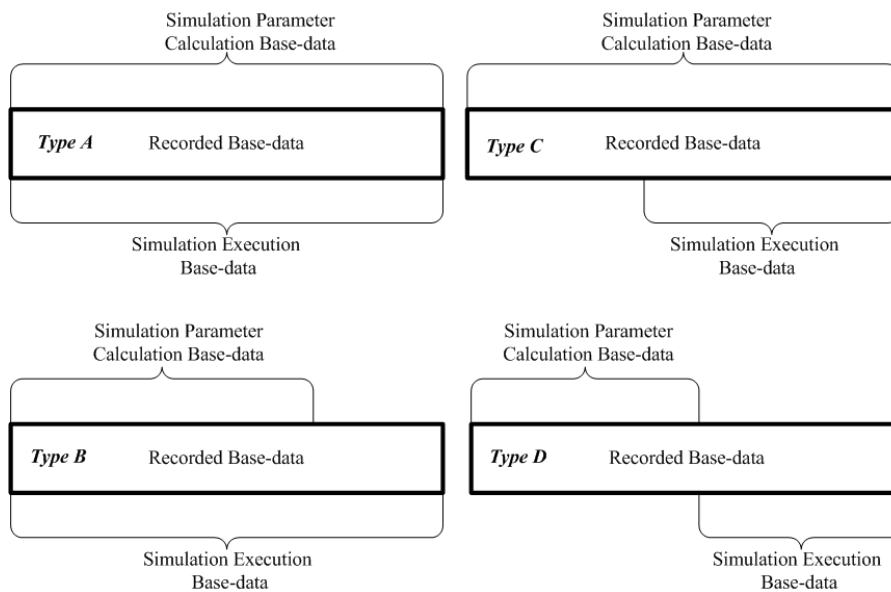 Simulation Parameter
Calculation Base-data
Type A Recorded Base-data
Simulation Execution
Base-data
Simulation Parameter
Calculation Base-data
Type C Recorded Base-data
Simulation Execution
Base-data
Simulation Parameter
Calculation Base-data
Type B Recorded Base-data
Simulation Execution
Base-data
Simulation Parameter
Calculation Base-data
Type D Recorded Base-data
Simulation Execution
Base-data